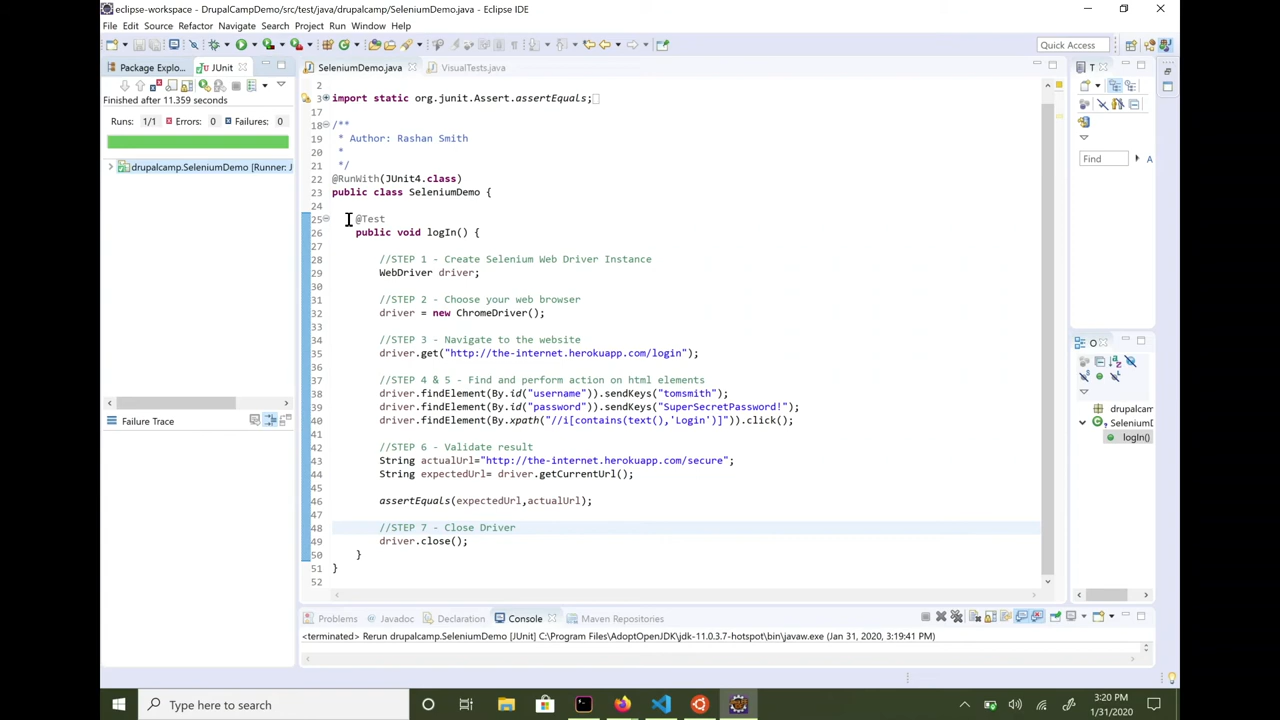 eclipse-workspace - DrupalCampDemo/src/test/java/drupalcamp/SeleniumDemo.java - Eclipse IDE
File Edit Source Refactor Navigate Search Project Run Window Help
Quick Access
Package Explo... JUnit
Finished after 11.359 seconds
Runs: 1/1 Errors: 0 Failures: 0
drupalcamp.SeleniumDemo [Runner: J
Failure Trace
SeleniumDemo.java VisualTests.java
2
3 import static org.junit.Assert.assertEquals;
17
18 /**
19 * Author: Rashan Smith
20 *
21 */
22 @RunWith(JUnit4.class)
23 public class SeleniumDemo {
24
25 @Test
26 public void logIn() {
27
28 //STEP 1 - Create Selenium Web Driver Instance
29 WebDriver driver;
30
31 //STEP 2 - Choose your web browser
32 driver = new ChromeDriver();
33
34 //STEP 3 - Navigate to the website
35 driver.get("http://the-internet.herokuapp.com/login");
36
37 //STEP 4 & 5 - Find and perform action on html elements
38 driver.findElement(By.id("username")).sendKeys("tomsmith");
39 driver.findElement(By.id("password")).sendKeys("SuperSecretPassword!");
40 driver.findElement(By.xpath("//i[contains(text(),'Login')]")).click();
41
42 //STEP 6 - Validate result
43 String actualUrl="http://the-internet.herokuapp.com/secure";
44 String expectedUrl= driver.getCurrentUrl();
45
46 assertEquals(expectedUrl,actualUrl);
47
48 //STEP 7 - Close Driver
49 driver.close();
50 }
51 }
52
T
Find A
O
drupalcam
SeleniumD
logIn()
Problems Javadoc Declaration Console Maven Repositories
<terminated> Rerun drupalcamp.SeleniumDemo [JUnit] C:\Program Files\AdoptOpenJDK\jdk-11.0.3.7-hotspot\bin\javaw.exe (Jan 31, 2020, 3:19:41 PM)
Type here to search
3:20 PM
1/31/2020